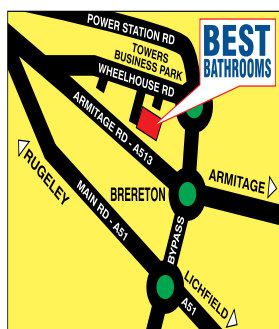 POWER STATION RD
TOWERS
BUSINESS PARK
WHEELHOUSE RD
BEST
BATHROOMS
ARMITAGE RD - A513
RUGELEY
ARMITAGE
BRERETON
MAIN RD - A51
BYPASS
LICHFIELD
A51